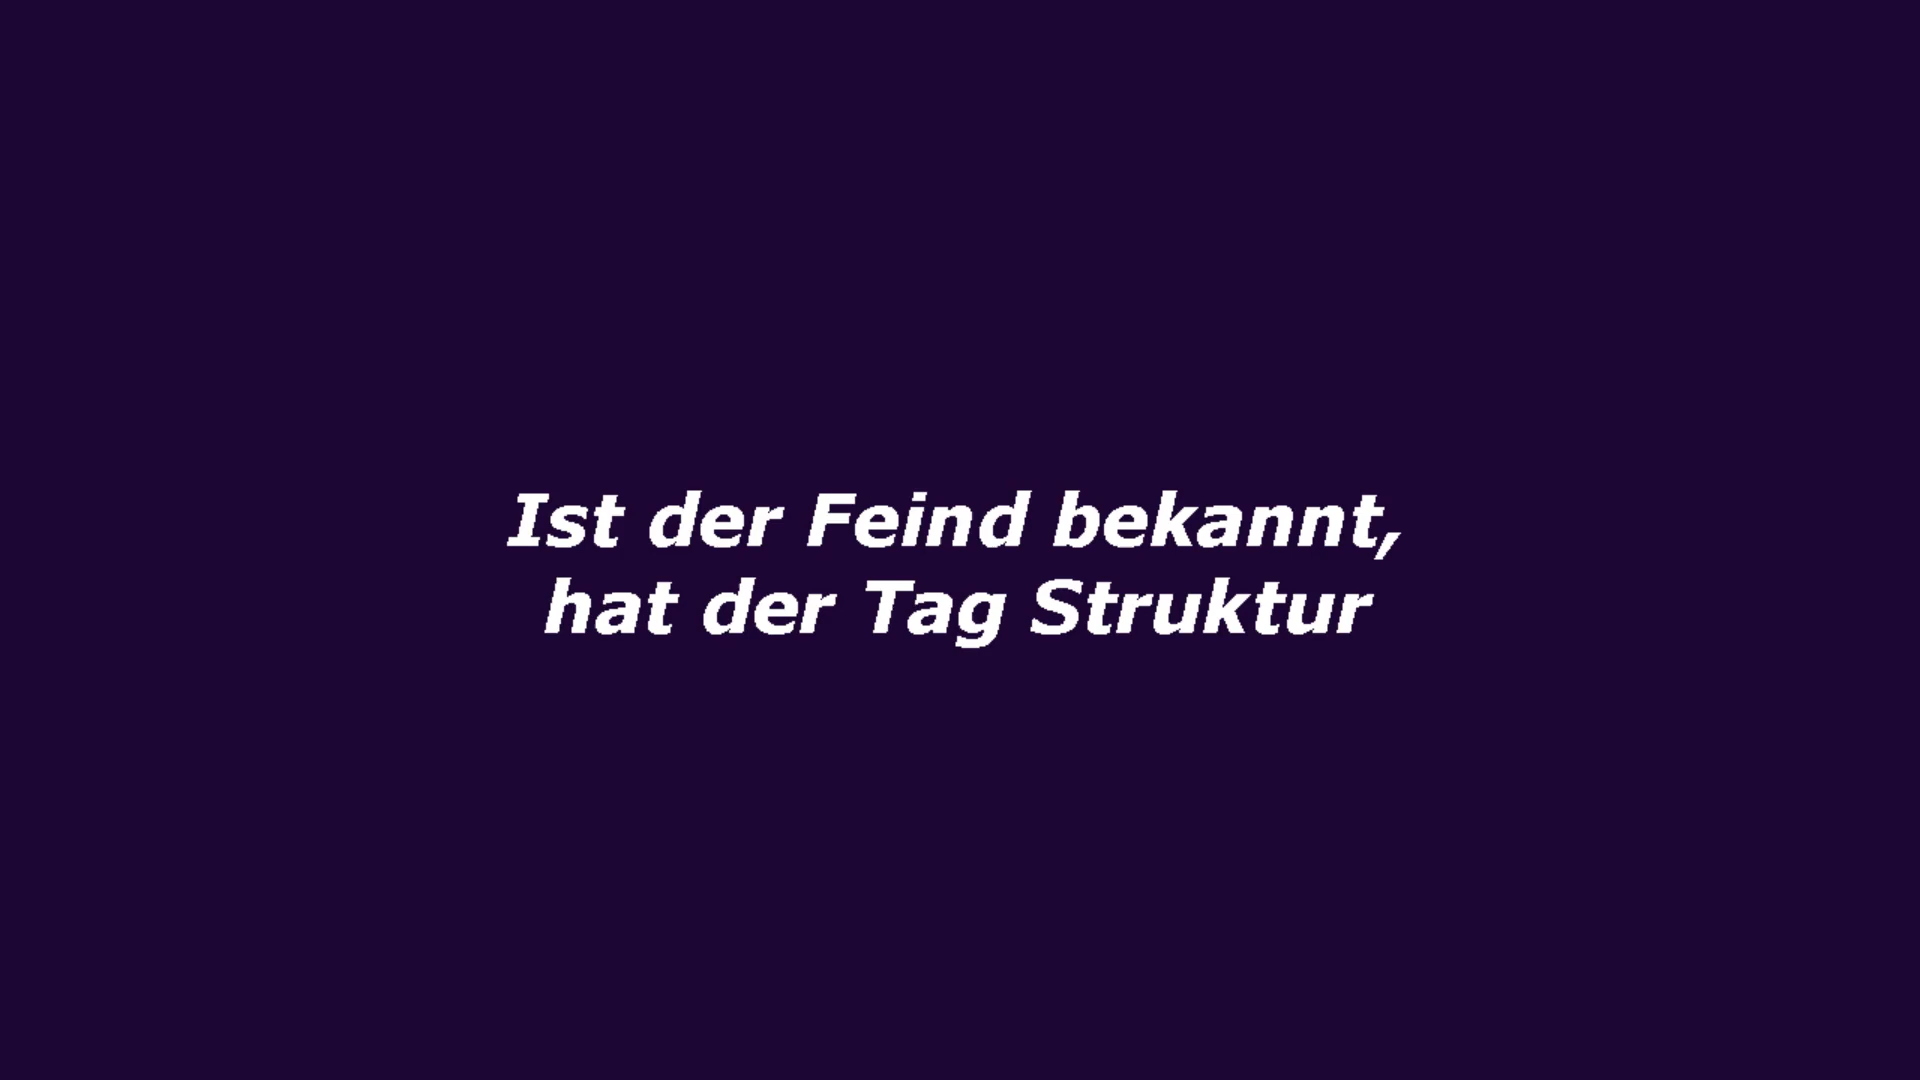 Ist der Feind bekannt,
hat der Tag Struktur